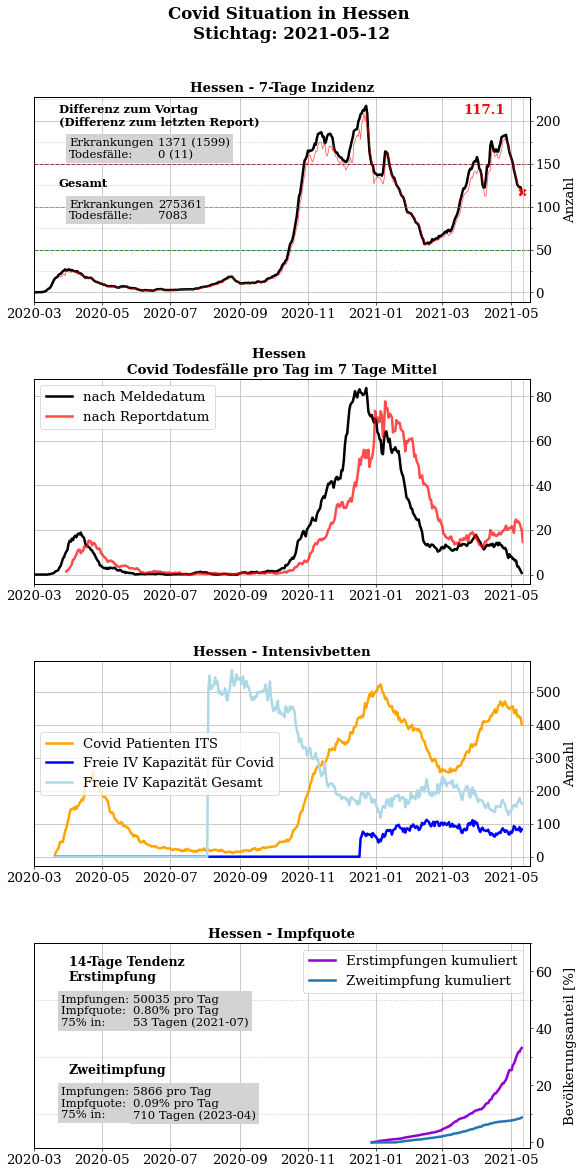 Covid Situation in Hessen
Stichtag: 2021-05-12
Hessen - 7-Tage Inzidenz
Differenz zum Vortag
(Differenz zum letzten Report)
117.1
Erkrankungen 1371 (1599)
Todesfälle: 0 (11)
Gesamt
Erkrankungen 275361
Todesfälle: 7083
200
150
100
50
0
Anzahl
2020-03 2020-05 2020-07 2020-09 2020-11 2021-01 2021-03 2021-05
Hessen
Covid Todesfälle pro Tag im 7 Tage Mittel
nach Meldedatum
nach Reportdatum
80
60
40
20
0
2020-03 2020-05 2020-07 2020-09 2020-11 2021-01 2021-03 2021-05
Hessen - Intensivbetten
Covid Patienten ITS
Freie IV Kapazität für Covid
Freie IV Kapazität Gesamt
500
400
300
200
100
0
Anzahl
2020-03 2020-05 2020-07 2020-09 2020-11 2021-01 2021-03 2021-05
Hessen - Impfquote
14-Tage Tendenz
Erstimpfung
Impfungen: 50035 pro Tag
Impfquote: 0.80% pro Tag
75% in: 53 Tagen (2021-07)
Zweitimpfung
Impfungen: 5866 pro Tag
Impfquote: 0.09% pro Tag
75% in: 710 Tagen (2023-04)
Erstimpfungen kumuliert
Zweitimpfung kumuliert
60
40
20
0
Bevölkerungsanteil [%]
2020-03 2020-05 2020-07 2020-09 2020-11 2021-01 2021-03 2021-05